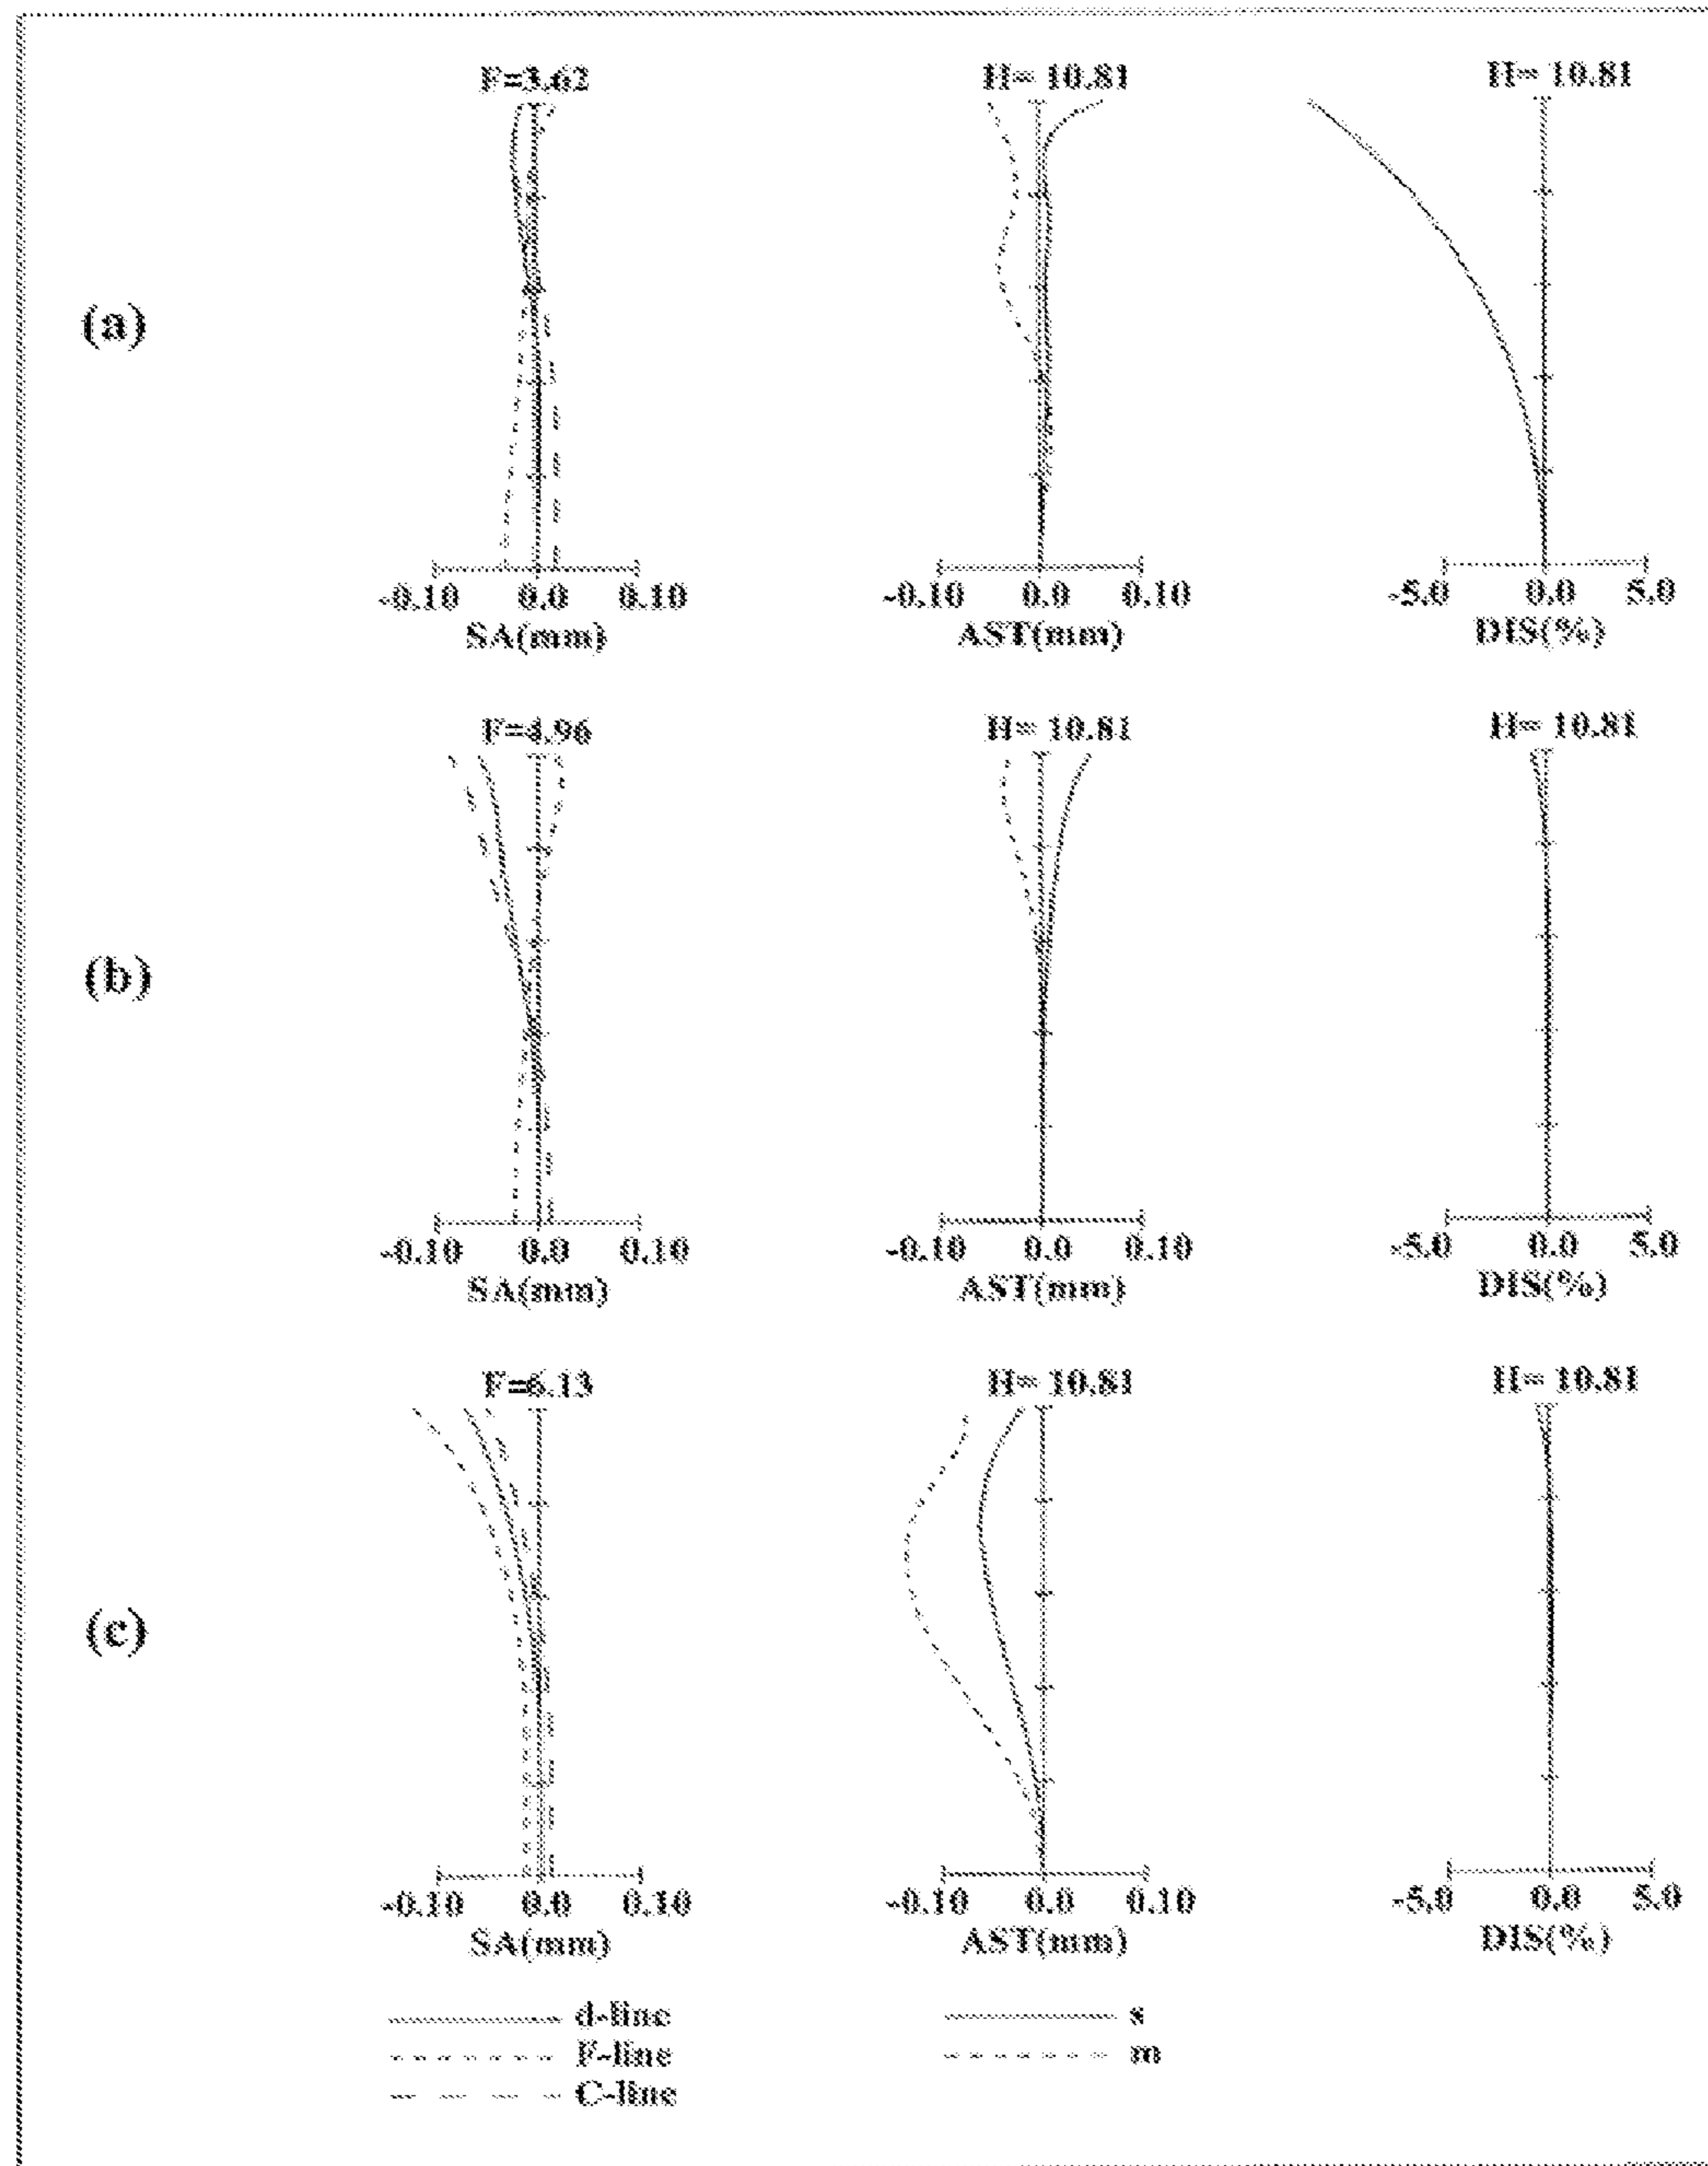 F=3.62 H= 10.81 H= 10.81
(a)
-0.10 0.0 0.10 -0.10 0.0 0.10 -5.0 0.0 5.0
SA(mm) AST(mm) DIS(%)
F=4.96 H= 10.81 H= 10.81
(b)
-0.10 0.0 0.10 -0.10 0.0 0.10 -5.0 0.0 5.0
SA(mm) AST(mm) DIS(%)
F=6.13 H= 10.81 H= 10.81
(c)
-0.10 0.0 0.10 -0.10 0.0 0.10 -5.0 0.0 5.0
SA(mm) AST(mm) DIS(%)
d-line s
F-line m
C-line